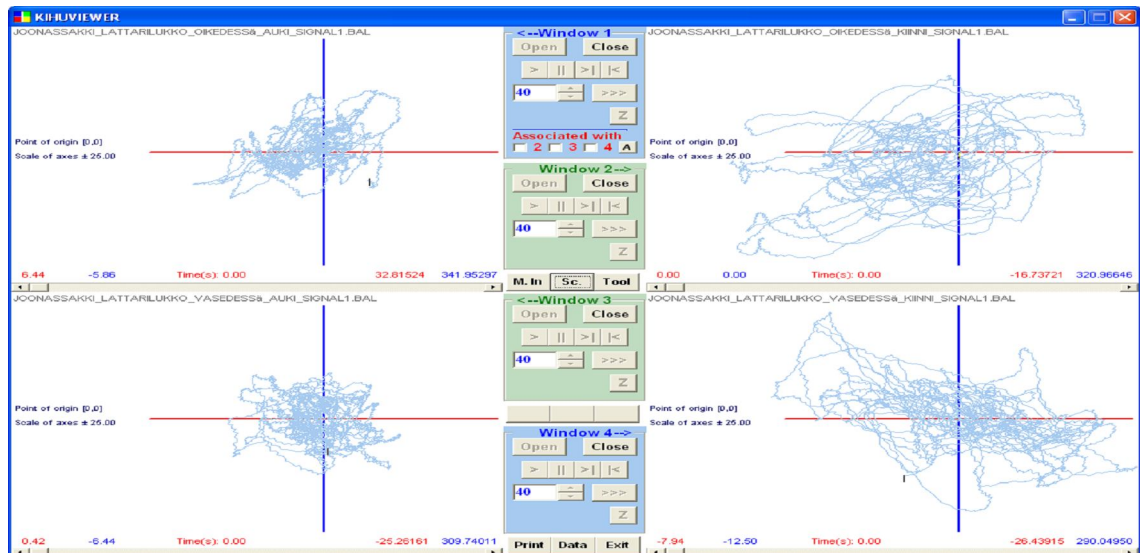 KIHUVIEWER
JOONASSAKKI_LATTARILUKKO_OIKEDESSä_AUKI_SIGNAL1.BAL
Point of origin [0,0]
Scale of axes ± 25.00
6.44 -5.86 Time(s): 0.00 32.81524 341.95297
<--Window 1
Open Close
> || >| |<
40 >>>
Z
Associated with
2 3 4 A
Window 2-->
Open Close
> || >| |<
40 >>>
Z
M. In Sc. Tool
JOONASSAKKI_LATTARILUKKO_OIKEDESSä_KIINNI_SIGNAL1.BAL
Point of origin [0,0]
Scale of axes ± 25.00
0.00 0.00 Time(s): 0.00 -16.73721 320.96646
JOONASSAKKI_LATTARILUKKO_VASEDESSä_AUKI_SIGNAL1.BAL
Point of origin [0,0]
Scale of axes ± 25.00
0.42 -6.44 Time(s): 0.00 -25.26161 309.74011
<--Window 3
Open Close
> || >| |<
40 >>>
Z
Window 4-->
Open Close
> || >| |<
40 >>>
Z
Print Data Exit
JOONASSAKKI_LATTARILUKKO_VASEDESSä_KIINNI_SIGNAL1.BAL
Point of origin [0,0]
Scale of axes ± 25.00
-7.94 -12.50 Time(s): 0.00 -26.43915 290.04950